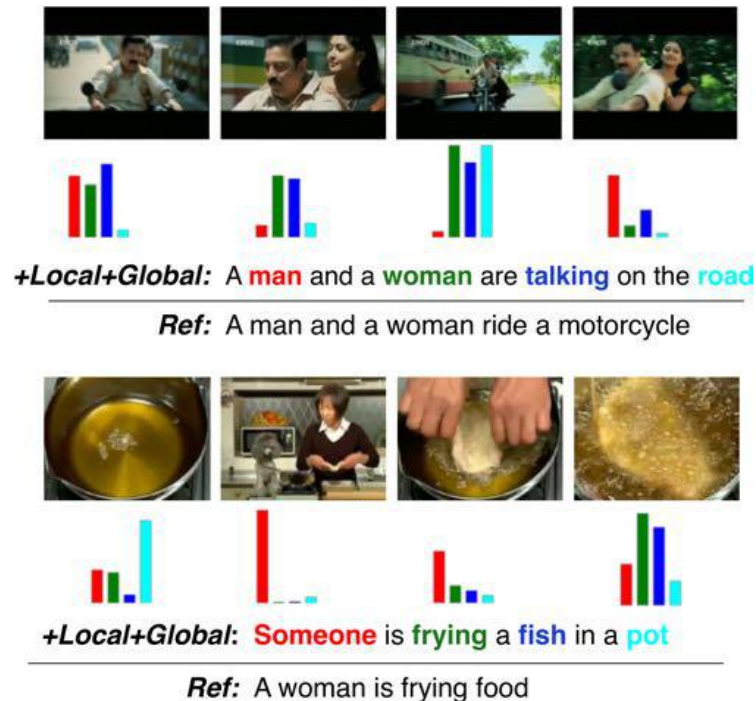 +Local+Global: A man and a woman are talking on the road
Ref: A man and a woman ride a motorcycle
+Local+Global: Someone is frying a fish in a pot
Ref: A woman is frying food